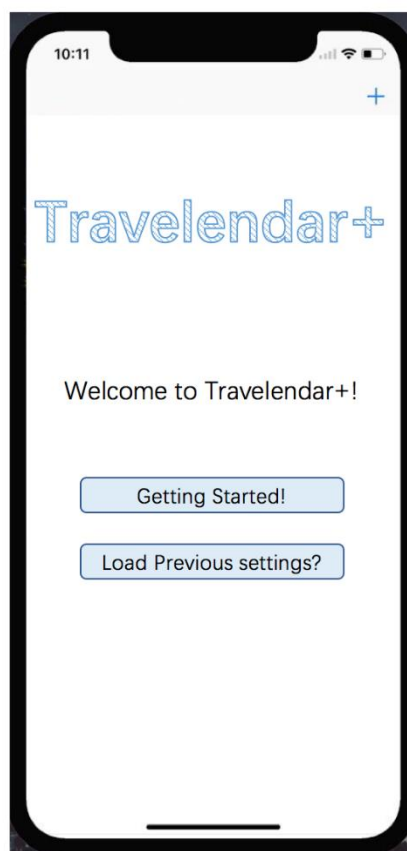 10:11
+
Travelendar+
Welcome to Travelendar+!
Getting Started!
Load Previous settings?